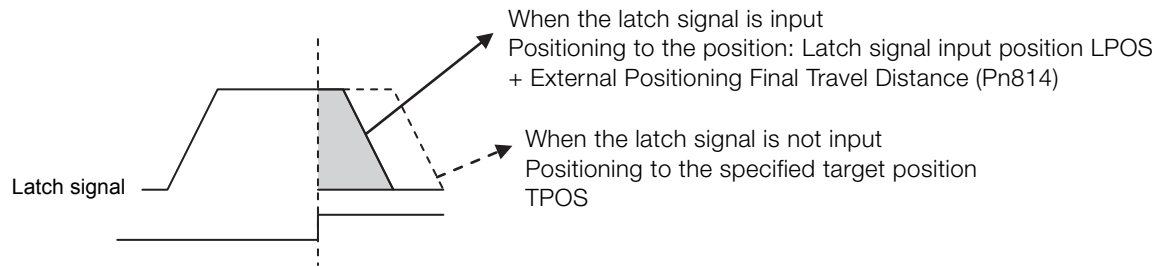 When the latch signal is input
Positioning to the position: Latch signal input position LPOS
+ External Positioning Final Travel Distance (Pn814)
When the latch signal is not input
Positioning to the specified target position
TPOS
Latch signal